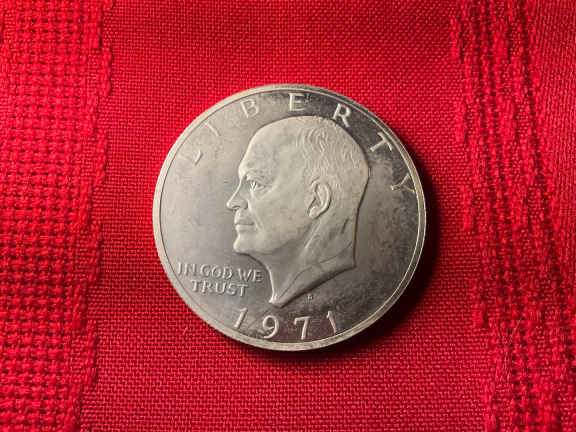 LIBERTY
IN GOD WE
TRUST
1971